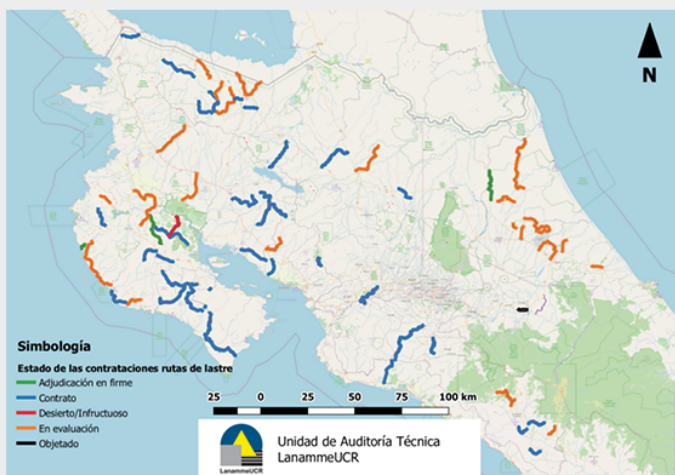 N
Simbología
Estado de las contrataciones rutas de lastre
Adjudicación en firme
Contrato
Desierto/Infructuoso
En evaluación
Objetado
25 0 25 50 75 100 km
Unidad de Auditoría Técnica
LanammeUCR
LanammeUCR